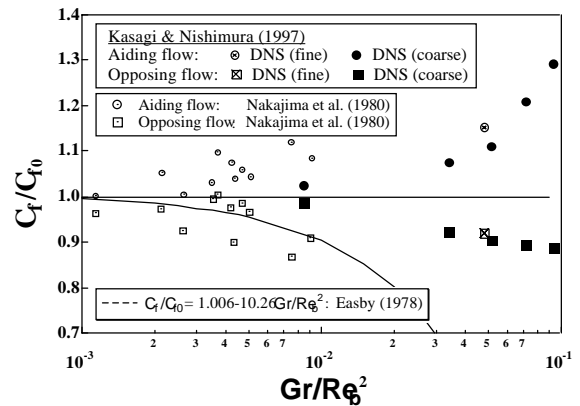 Kasagi & Nishimura (1997)
Aiding flow: DNS (fine) DNS (coarse)
Opposing flow: DNS (fine) DNS (coarse)
Aiding flow: Nakajima et al. (1980)
Opposing flow: Nakajima et al. (1980)
C_f/C_f0 = 1.006-10.26Gr/Re_b^2 : Easby (1978)
C_f/C_f0
1.4
1.3
1.2
1.1
1.0
0.9
0.8
0.7
10^-3 2 3 4 5 6 7 10^-2 2 3 4 5 6 7 10^-1
Gr/Re_b^2